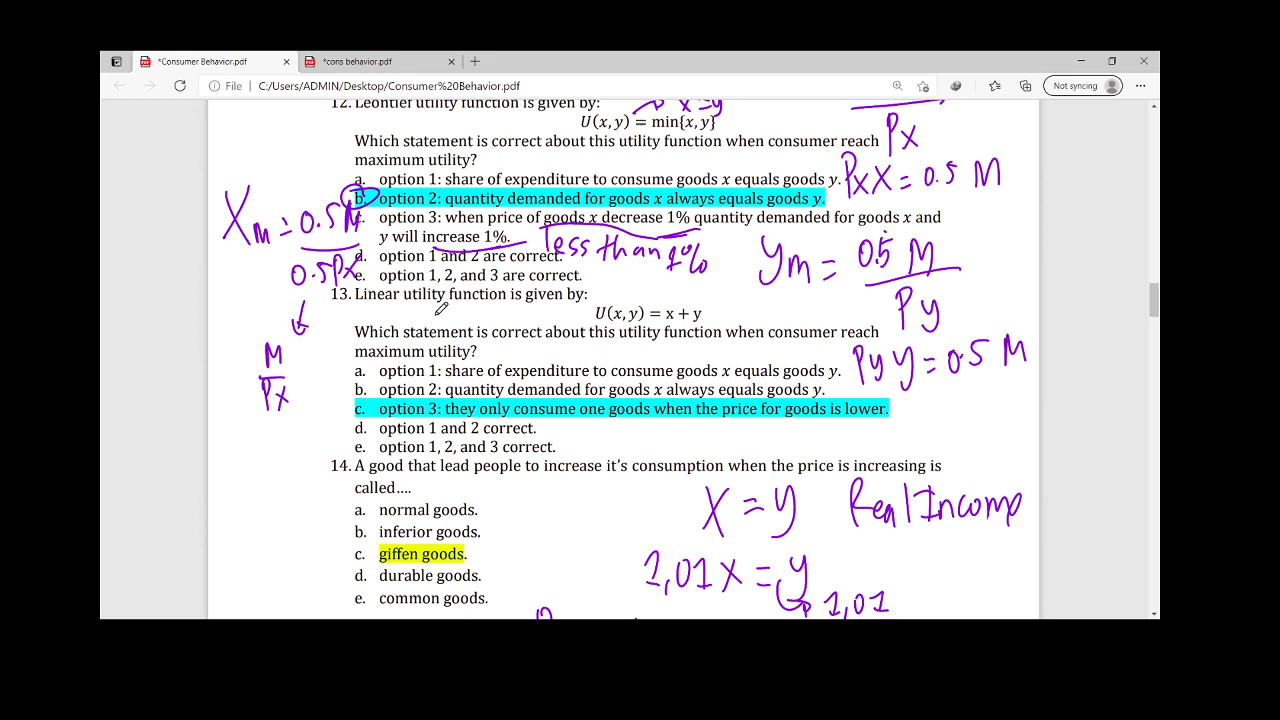 *Consumer Behavior.pdf
*cons behavior.pdf
File
C:/Users/ADMIN/Desktop/Consumer%20Behavior.pdf
Not syncing
12. Leontief utility function is given by:
x = y
U(x, y) = min{x, y}
Which statement is correct about this utility function when consumer reach
maximum utility?
a. option 1: share of expenditure to consume goods x equals goods y.
b. option 2: quantity demanded for goods x always equals goods y.
c. option 3: when price of goods x decrease 1% quantity demanded for goods x and
y will increase 1%.
less than 1%
d. option 1 and 2 are correct.
e. option 1, 2, and 3 are correct.
Px
PxX = 0.5 M
Xm = 0.5M
0.5Px
M
Px
ym = 0.5 M
Py
Py y = 0.5 M
13. Linear utility function is given by:
U(x, y) = x + y
Which statement is correct about this utility function when consumer reach
maximum utility?
a. option 1: share of expenditure to consume goods x equals goods y.
b. option 2: quantity demanded for goods x always equals goods y.
c. option 3: they only consume one goods when the price for goods is lower.
d. option 1 and 2 correct.
e. option 1, 2, and 3 correct.
14. A good that lead people to increase it's consumption when the price is increasing is
called….
a. normal goods.
b. inferior goods.
c. giffen goods.
d. durable goods.
e. common goods.
X = y
Real Incomp
1,01X = y
1,01